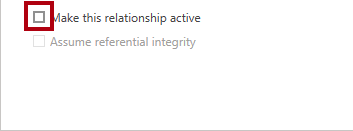 Make this relationship active
Assume referential integrity